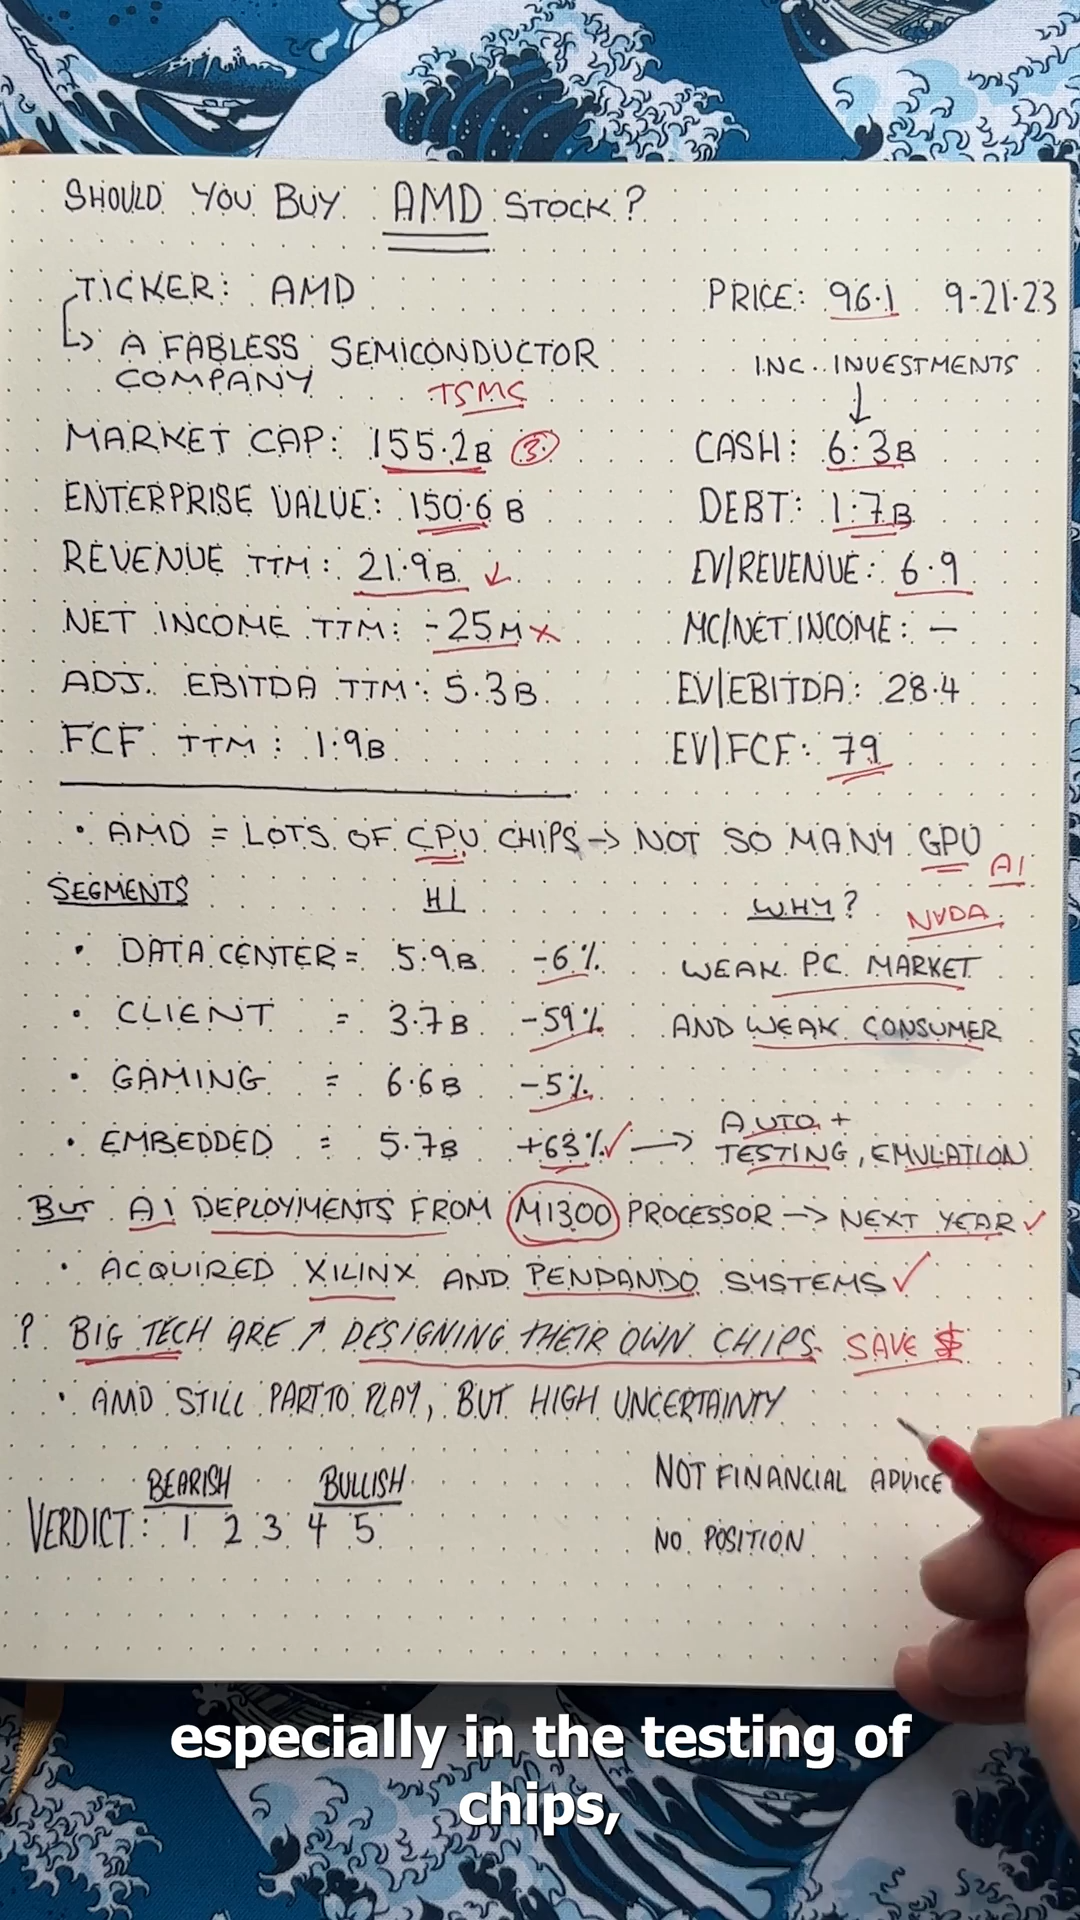 SHOULD YOU BUY AMD STOCK?
TICKER: AMD
PRICE: 96.1 9-21-23
A FABLESS SEMICONDUCTOR
COMPANY
TSMC
INC. INVESTMENTS
MARKET CAP: 155.2B 3.
CASH: 6.3B
ENTERPRISE VALUE: 150.6 B
DEBT: 1.7B
REVENUE TTM: 21.9B ↙
EV/REVENUE: 6.9
NET INCOME TTM: -25M X
MC/NET INCOME: —
ADJ. EBITDA TTM: 5.3B
EV/EBITDA: 28.4
FCF TTM: 1.9B
EV/FCF: 79
• AMD = LOTS OF CPU CHIPS → NOT SO MANY GPU
AI
SEGMENTS H1 WHY? NVDA
• DATA CENTER = 5.9B -6% WEAK PC MARKET
• CLIENT = 3.7B -59% AND WEAK CONSUMER
• GAMING = 6.6B -5%
• EMBEDDED = 5.7B +63% ✓ → AUTO +
TESTING, EMULATION
BUT AI DEPLOYMENTS FROM MI300 PROCESSOR → NEXT YEAR ✓
• ACQUIRED XILINX AND PENDANDO SYSTEMS ✓
? BIG TECH ARE ↗ DESIGNING THEIR OWN CHIPS. SAVE $
• AMD STILL PART TO PLAY, BUT HIGH UNCERTAINTY
BEARISH BULLISH
VERDICT: 1 2 3 4 5
NOT FINANCIAL ADVICE
NO POSITION
especially in the testing of
chips,